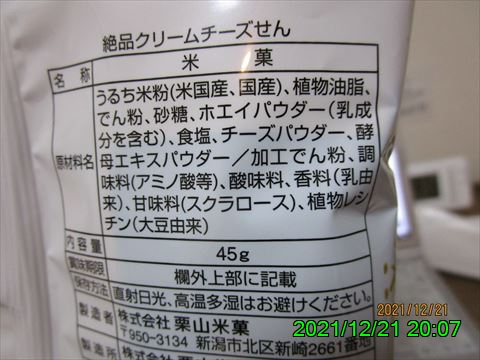 絶品クリームチーズせん
名 称 米 菓
原材料名
うるち米粉(米国産、国産)、植物油脂、
でん粉、砂糖、ホエイパウダー(乳成
分を含む)、食塩、チーズパウダー、酵
母エキスパウダー／加工でん粉、調
味料(アミノ酸等)、酸味料、香料(乳由
来)、甘味料(スクラロース)、植物レシ
チン(大豆由来)
内容量 45g
賞味期限 欄外上部に記載
保存方法 直射日光、高温多湿はお避けください。
製造者 株式会社 栗山米菓
〒950-3134 新潟市北区新崎2661番地
製造所 株式会社
2021/12/21
2021/12/21 20:07